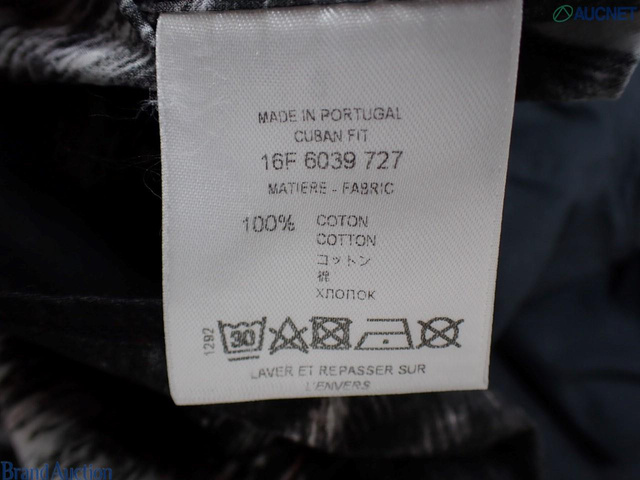 AUCNET
MADE IN PORTUGAL
CUBAN FIT
16F 6039 727
MATIERE - FABRIC
100% COTON
COTTON
コットン
棉
ХЛОПОК
1292
30
LAVER ET REPASSER SUR
L'ENVERS
Brand Auction